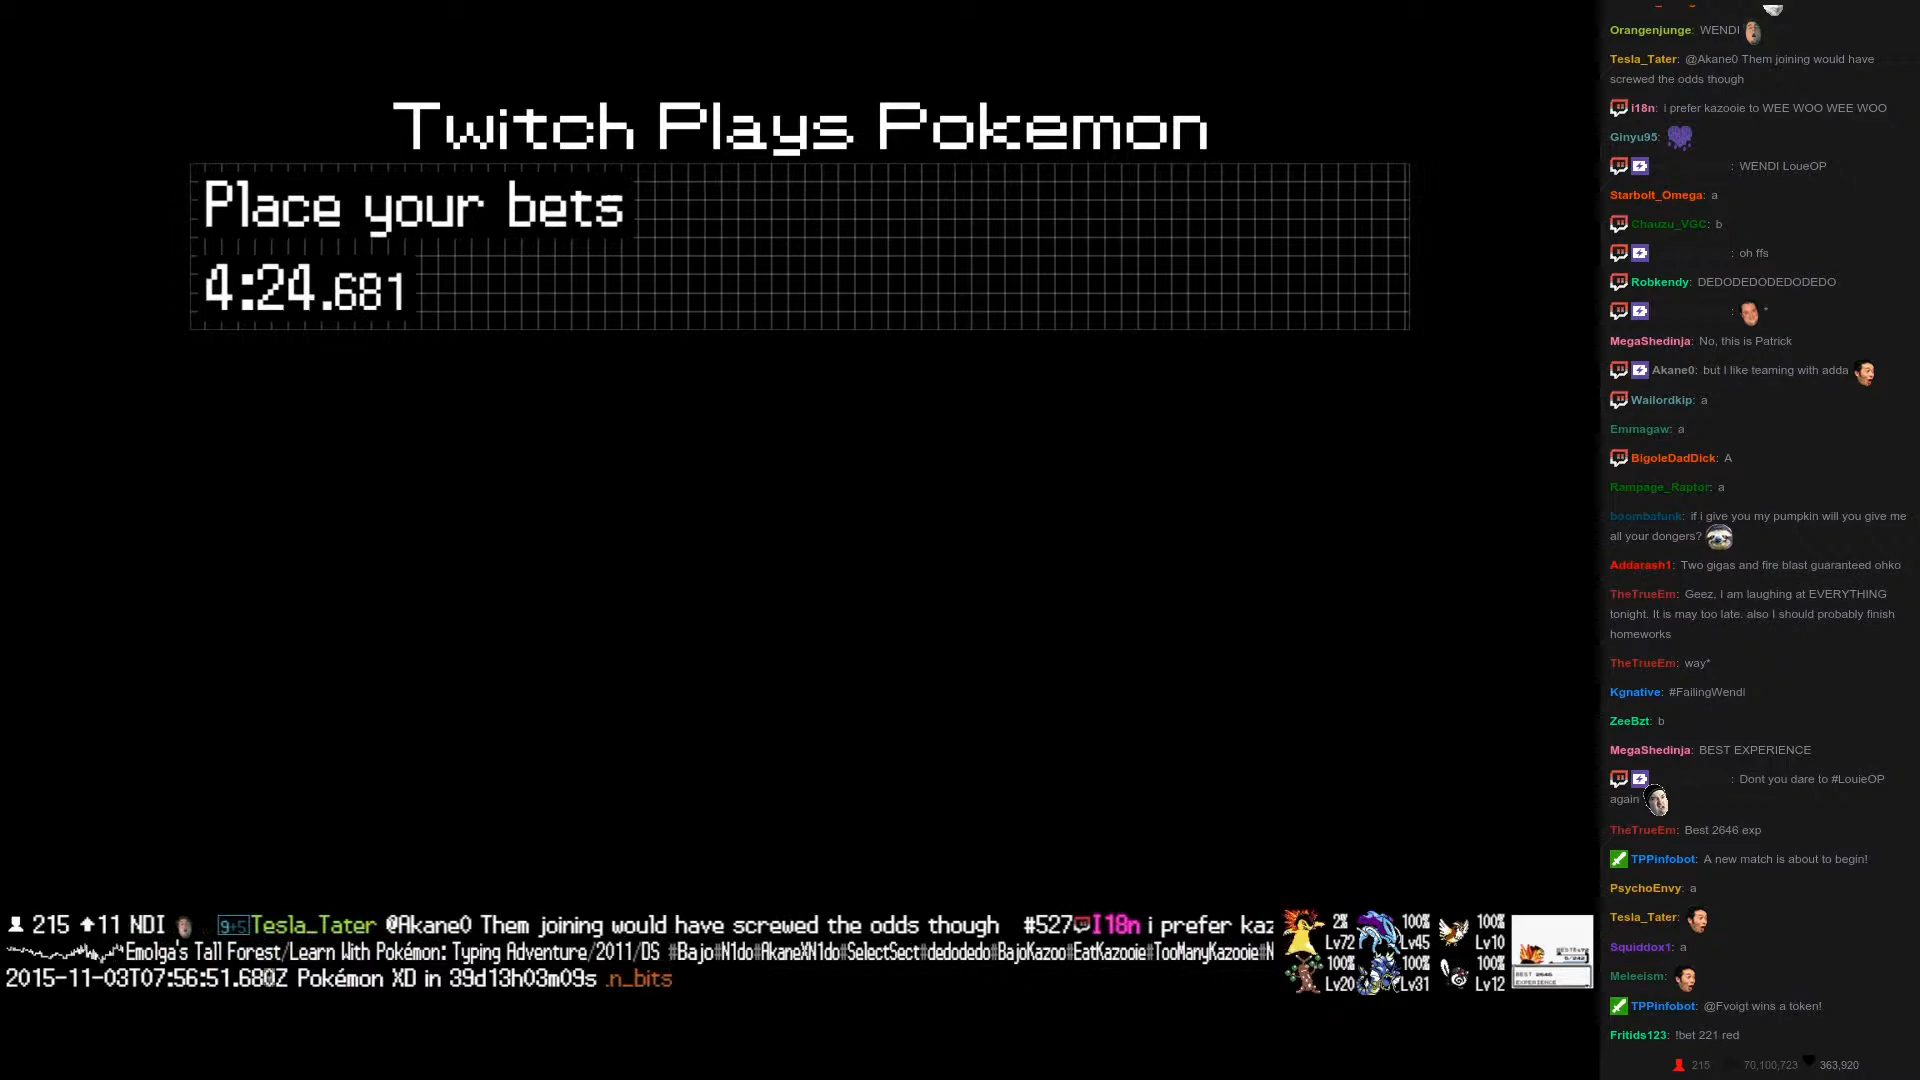 Twitch Plays Pokemon
Place your bets
4:24.681
Orangenjunge: WENDI
Tesla_Tater: @Akane0 Them joining would have
screwed the odds though
i18n: i prefer kazooie to WEE WOO WEE WOO
Ginyu95:
: WENDI LoueOP
Starbolt_Omega: a
Chauzu_VGC: b
: oh ffs
Robkendy: DEDODEDODEDODEDO
: *
MegaShedinja: No, this is Patrick
Akane0: but I like teaming with adda
Wailordkip: a
Emmagaw: a
BigoleDadDick: A
Rampage_Raptor: a
boombafunk: if i give you my pumpkin will you give me
all your dongers?
Addarash1: Two gigas and fire blast guaranteed ohko
TheTrueEm: Geez, I am laughing at EVERYTHING
tonight. It is may too late. also I should probably finish
homeworks
TheTrueEm: way*
Kgnative: #FailingWendI
ZeeBzt: b
MegaShedinja: BEST EXPERIENCE
: Dont you dare to #LouieOP
again
TheTrueEm: Best 2646 exp
TPPinfobot: A new match is about to begin!
PsychoEnvy: a
Tesla_Tater:
Squiddox1: a
Meleeism:
TPPinfobot: @Fvoigt wins a token!
Fritids123: !bet 221 red
215 70,100,723 363,920
215 11 NDI 9+5 Tesla_Tater @Akane0 Them joining would have screwed the odds though #527 I18n i prefer kaz
Emolga's Tall Forest/Learn With Pokémon: Typing Adventure/2011/DS #Bajo#N1do#AkaneXN1do#SelectSect#dedodedo#BajoKazoo#EatKazooie#TooManyKazooie#N
2015-11-03T07:56:51.680Z Pokémon XD in 39d13h03m09s .n_bits
2% 100% 100%
Lv72 Lv45 Lv10
100% 100% 100%
Lv20 Lv31 Lv12
BEST 2646
EXPERIENCE